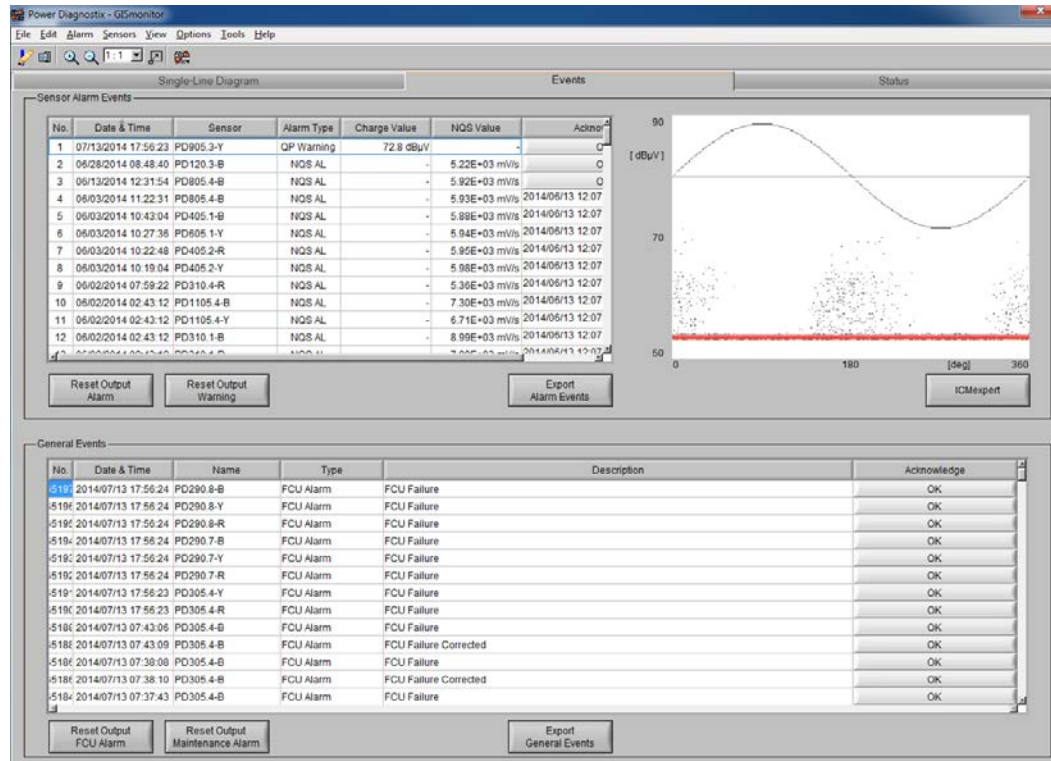 Power Diagnostix - GISmonitor
File Edit Alarm Sensors View Options Tools Help
1:1
Single-Line Diagram Events Status
Sensor Alarm Events
No. Date & Time Sensor Alarm Type Charge Value NQS Value Acknow
1 07/13/2014 17:56:23 PD905.3-Y QP Warning 72.8 dBµV - O
2 06/28/2014 08:48:40 PD120.3-B NQS AL - 5.22E+03 mV/s O
3 06/13/2014 12:31:54 PD805.4-B NQS AL - 5.92E+03 mV/s O
4 06/03/2014 11:22:31 PD805.4-B NQS AL - 5.93E+03 mV/s 2014/06/13 12:07
5 06/03/2014 10:43:04 PD405.1-B NQS AL - 5.88E+03 mV/s 2014/06/13 12:07
6 06/03/2014 10:27:36 PD605.1-Y NQS AL - 5.94E+03 mV/s 2014/06/13 12:07
7 06/03/2014 10:22:48 PD405.2-R NQS AL - 5.95E+03 mV/s 2014/06/13 12:07
8 06/03/2014 10:19:04 PD405.2-Y NQS AL - 5.98E+03 mV/s 2014/06/13 12:07
9 06/02/2014 07:59:22 PD310.4-R NQS AL - 5.36E+03 mV/s 2014/06/13 12:07
10 06/02/2014 02:43:12 PD1105.4-B NQS AL - 7.30E+03 mV/s 2014/06/13 12:07
11 06/02/2014 02:43:12 PD1105.4-Y NQS AL - 6.71E+03 mV/s 2014/06/13 12:07
12 06/02/2014 02:43:12 PD310.1-B NQS AL - 8.99E+03 mV/s 2014/06/13 12:07
90
[dBµV]
70
50
0 180 [deg] 360
Reset Output Alarm
Reset Output Warning
Export Alarm Events
ICMexpert
General Events
No. Date & Time Name Type Description Acknowledge
2014/07/13 17:56:24 PD290.8-B FCU Alarm FCU Failure OK
2014/07/13 17:56:24 PD290.8-Y FCU Alarm FCU Failure OK
2014/07/13 17:56:24 PD290.8-R FCU Alarm FCU Failure OK
2014/07/13 17:56:24 PD290.7-B FCU Alarm FCU Failure OK
2014/07/13 17:56:24 PD290.7-Y FCU Alarm FCU Failure OK
2014/07/13 17:56:24 PD290.7-R FCU Alarm FCU Failure OK
2014/07/13 17:56:23 PD305.4-Y FCU Alarm FCU Failure OK
2014/07/13 17:56:23 PD305.4-R FCU Alarm FCU Failure OK
2014/07/13 07:43:06 PD305.4-B FCU Alarm FCU Failure OK
2014/07/13 07:43:09 PD305.4-B FCU Alarm FCU Failure Corrected OK
2014/07/13 07:38:08 PD305.4-B FCU Alarm FCU Failure OK
2014/07/13 07:38:10 PD305.4-B FCU Alarm FCU Failure Corrected OK
2014/07/13 07:37:43 PD305.4-B FCU Alarm FCU Failure OK
Reset Output FCU Alarm
Reset Output Maintenance Alarm
Export General Events